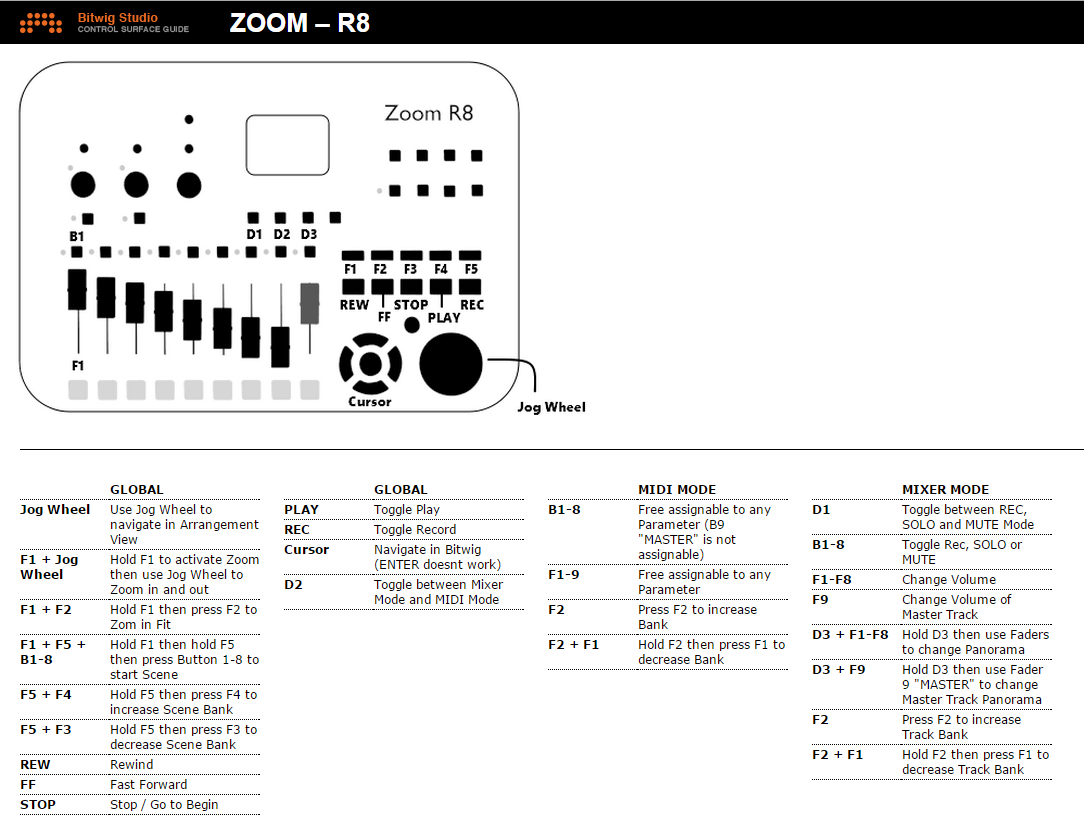 Bitwig Studio
CONTROL SURFACE GUIDE
ZOOM – R8
Zoom R8
B1
D1 D2 D3
F1 F2 F3 F4 F5
REW STOP REC
FF PLAY
F1
Cursor
Jog Wheel
GLOBAL
Jog Wheel Use Jog Wheel to
navigate in Arrangement
View
F1 + Jog Hold F1 to activate Zoom
Wheel then use Jog Wheel to
Zoom in and out
F1 + F2 Hold F1 then press F2 to
Zom in Fit
F1 + F5 + Hold F1 then hold F5
B1-8 then press Button 1-8 to
start Scene
F5 + F4 Hold F5 then press F4 to
increase Scene Bank
F5 + F3 Hold F5 then press F3 to
decrease Scene Bank
REW Rewind
FF Fast Forward
STOP Stop / Go to Begin
GLOBAL
PLAY Toggle Play
REC Toggle Record
Cursor Navigate in Bitwig
(ENTER doesnt work)
D2 Toggle between Mixer
Mode and MIDI Mode
MIDI MODE
B1-8 Free assignable to any
Parameter (B9
"MASTER" is not
assignable)
F1-9 Free assignable to any
Parameter
F2 Press F2 to increase
Bank
F2 + F1 Hold F2 then press F1 to
decrease Bank
MIXER MODE
D1 Toggle between REC,
SOLO and MUTE Mode
B1-8 Toggle Rec, SOLO or
MUTE
F1-F8 Change Volume
F9 Change Volume of
Master Track
D3 + F1-F8 Hold D3 then use Faders
to change Panorama
D3 + F9 Hold D3 then use Fader
9 "MASTER" to change
Master Track Panorama
F2 Press F2 to increase
Track Bank
F2 + F1 Hold F2 then press F1 to
decrease Track Bank